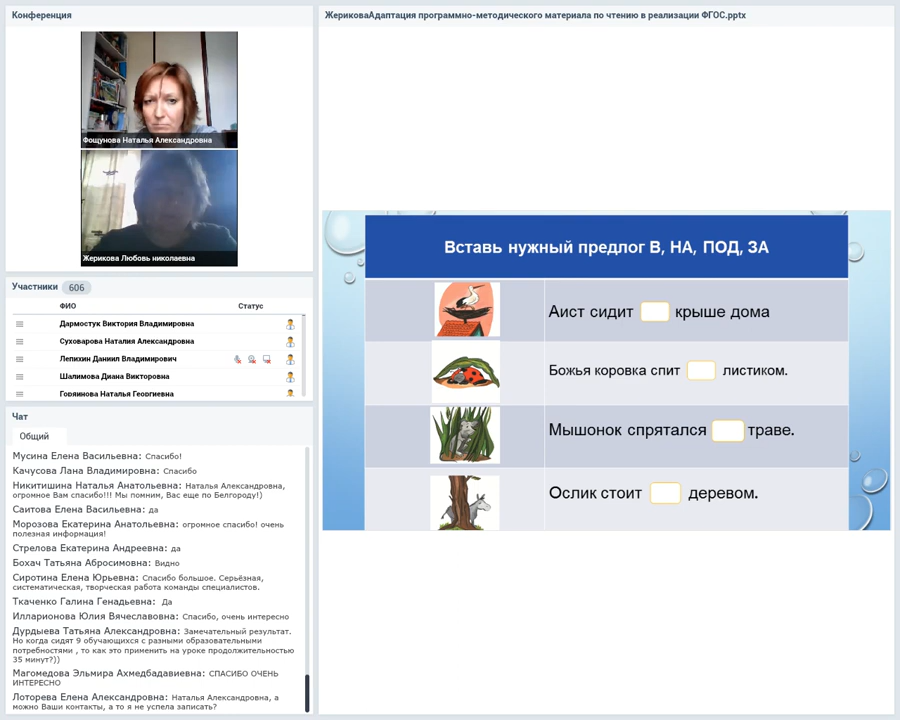 Конференция
Фощунова Наталья Александровна
Жерикова Любовь николаевна
Участники 606
ФИО Статус
Дармостук Виктория Владимировна
Суховарова Наталия Александровна
Лепихин Даниил Владимирович
Шалимова Диана Викторовна
Горяинова Наталья Георгиевна
Чат
Общий
Мусина Елена Васильевна: Спасибо!
Качусова Лана Владимировна: Спасибо
Никитишина Наталья Анатольевна: Наталья Александровна,
огромное Вам спасибо!!! Мы помним, Вас еще по Белгороду!)
Саитова Елена Васильевна: да
Морозова Екатерина Анатольевна: огромное спасибо! очень
полезная информация!
Стрелова Екатерина Андреевна: да
Бохач Татьяна Абросимовна: Видно
Сиротина Елена Юрьевна: Спасибо большое. Серьёзная,
систематическая, творческая работа команды специалистов.
Ткаченко Галина Генадьевна: Да
Илларионова Юлия Вячеславовна: Спасибо, очень интересно
Дурдыева Татьяна Александровна: Замечательный результат.
Но когда сидят 9 обучающихся с разными образовательными
потребностями , то как это применить на уроке продолжительностью
35 минут?))
Магомедова Эльмира Ахмедбадавиевна: СПАСИБО ОЧЕНЬ
ИНТЕРЕСНО
Лоторева Елена Александровна: Наталья Александровна, а
можно Ваши контакты, а то я не успела записать?
ЖериковаАдаптация программно-методического материала по чтению в реализации ФГОС.pptx
Вставь нужный предлог В, НА, ПОД, ЗА
Аист сидит крыше дома
Божья коровка спит листиком.
Мышонок спрятался траве.
Ослик стоит деревом.